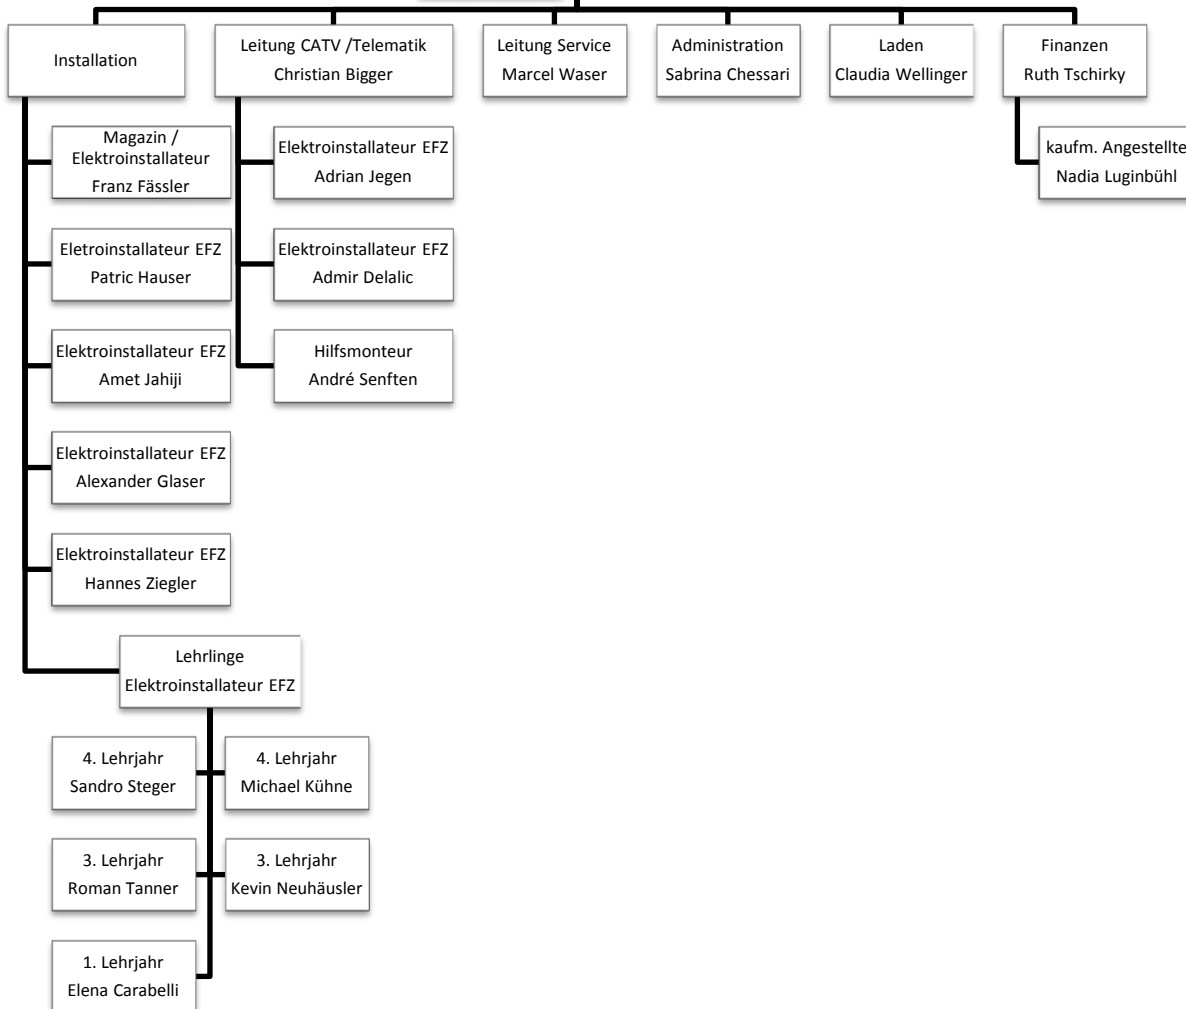 Installation
Leitung CATV /Telematik
Christian Bigger
Leitung Service
Marcel Waser
Administration
Sabrina Chessari
Laden
Claudia Wellinger
Finanzen
Ruth Tschirky
Magazin /
Elektroinstallateur
Franz Fässler
Eletroinstallateur EFZ
Patric Hauser
Elektroinstallateur EFZ
Amet Jahiji
Elektroinstallateur EFZ
Alexander Glaser
Elektroinstallateur EFZ
Hannes Ziegler
Lehrlinge
Elektroinstallateur EFZ
4. Lehrjahr
Sandro Steger
4. Lehrjahr
Michael Kühne
3. Lehrjahr
Roman Tanner
3. Lehrjahr
Kevin Neuhäusler
1. Lehrjahr
Elena Carabelli
Elektroinstallateur EFZ
Adrian Jegen
Elektroinstallateur EFZ
Admir Delalic
Hilfsmonteur
André Senften
kaufm. Angestellte
Nadia Luginbühl